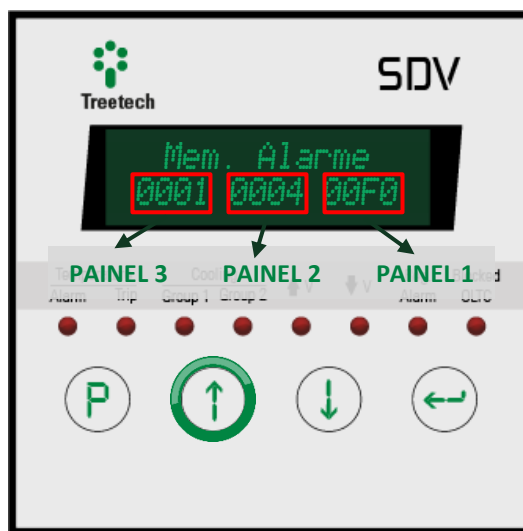 Treetech
SDV
Mem. Alarme
0001 0004 00F0
PAINEL 3 PAINEL 2 PAINEL 1
Alarm Trip Group 1 Group 2 V V Alarm OLTC
P